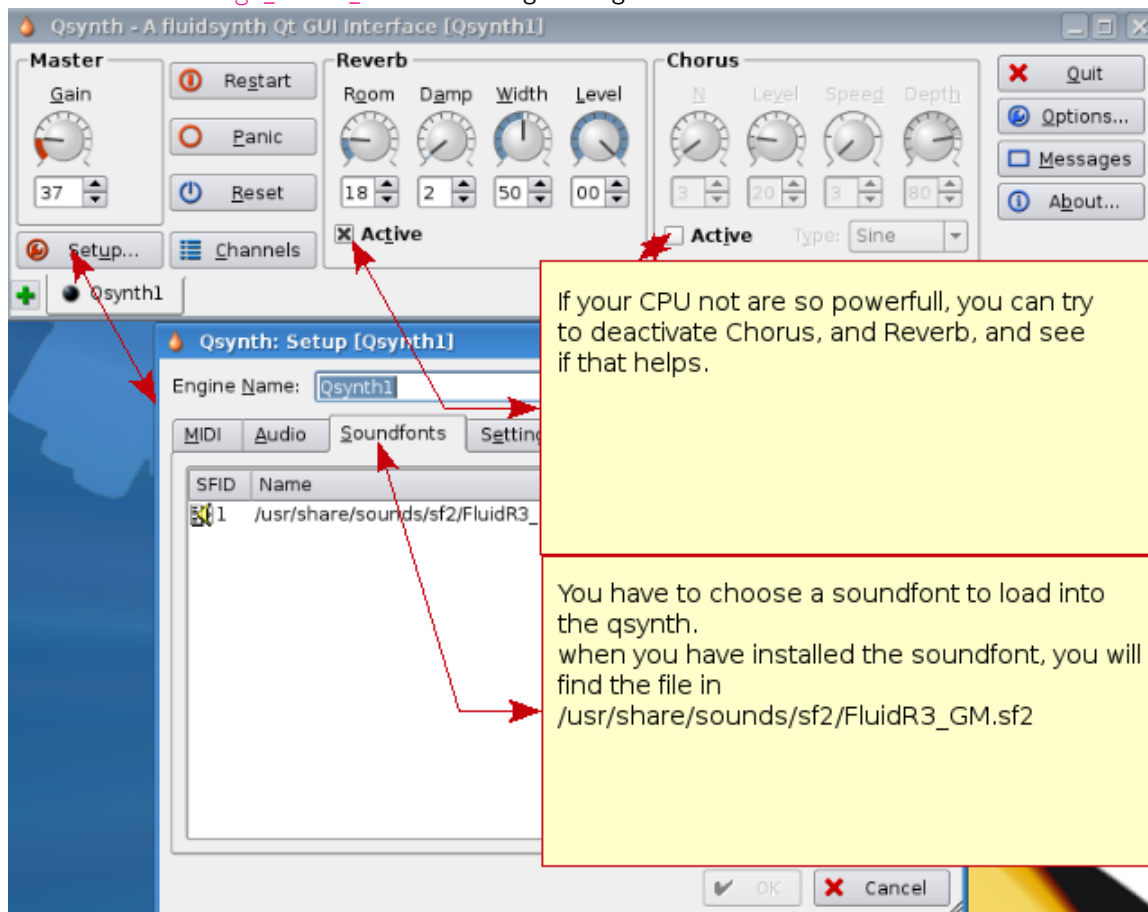 Qsynth - A fluidsynth Qt GUI Interface [Qsynth1]
Master
Gain
37
Setup...
Restart
Panic
Reset
Channels
Reverb
Room Damp Width Level
18 2 50 00
Active
Chorus
N Level Speed Depth
3 20 3 80
Active Type: Sine
Quit
Options...
Messages
About...
Qsynth1
Qsynth: Setup [Qsynth1]
Engine Name: Qsynth1
MIDI Audio Soundfonts
SFID Name
1 /usr/share/sounds/sf2/FluidR3_
If your CPU not are so powerfull, you can try
to deactivate Chorus, and Reverb, and see
if that helps.
You have to choose a soundfont to load into
the qsynth.
when you have installed the soundfont, you will
find the file in
/usr/share/sounds/sf2/FluidR3_GM.sf2
OK Cancel